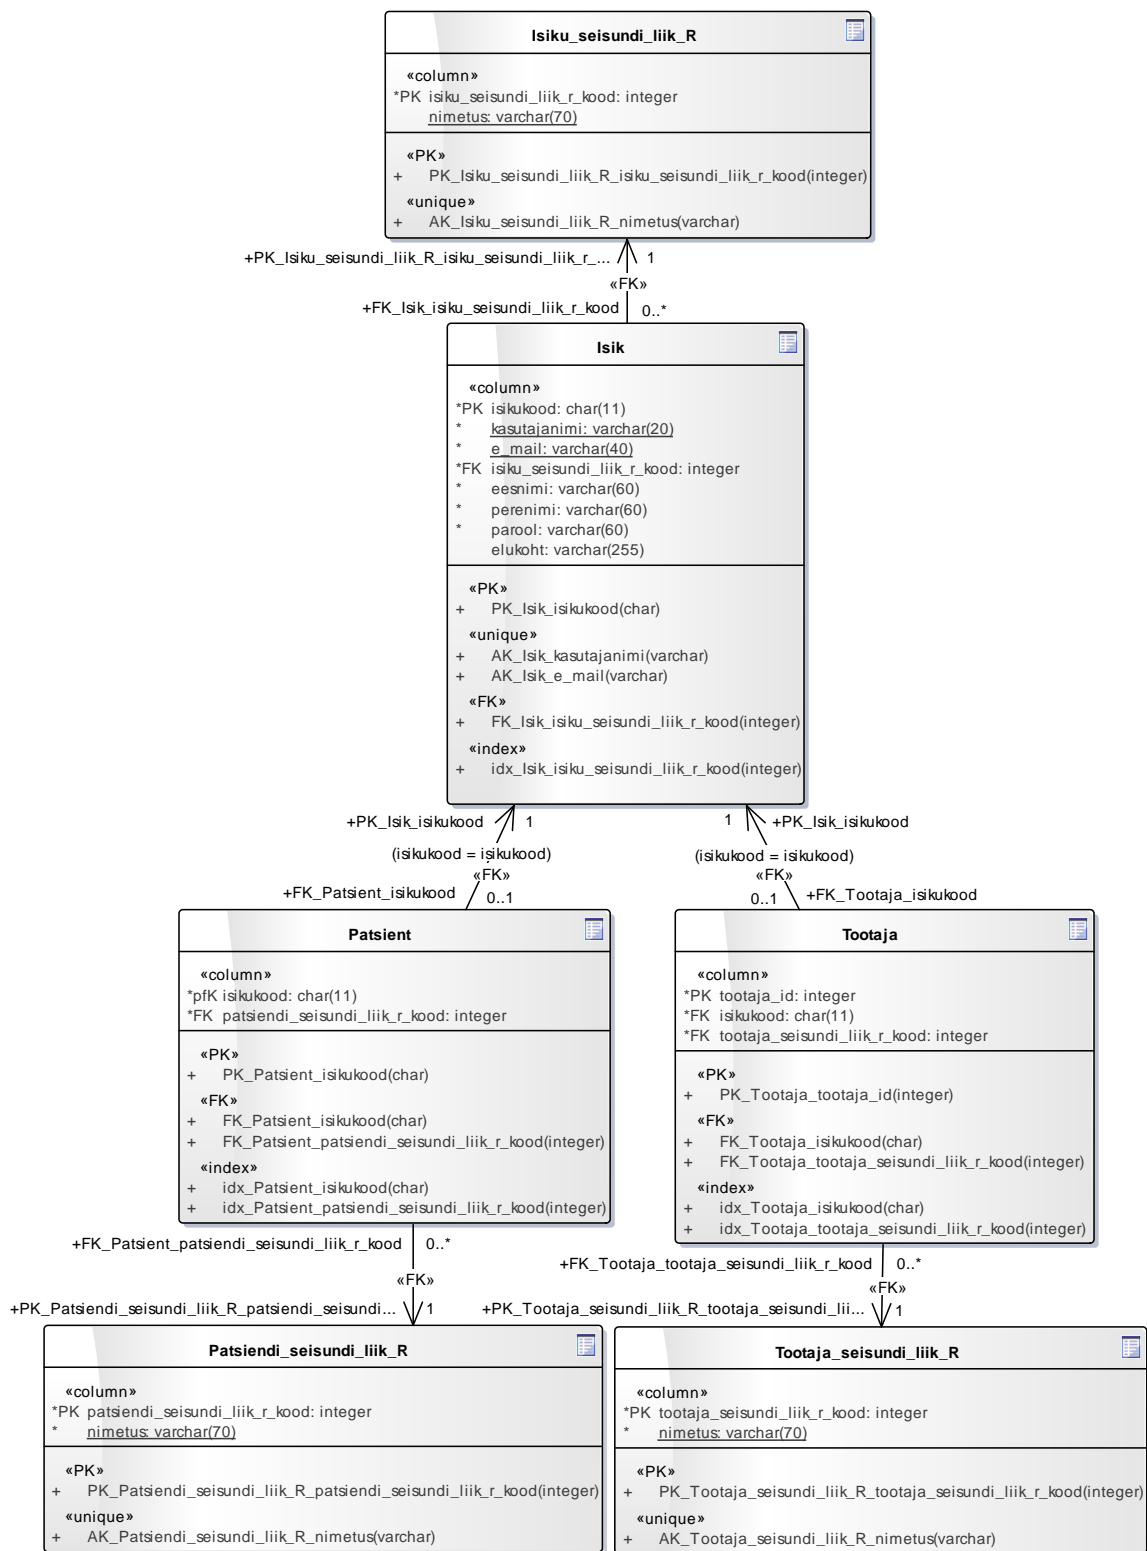 Isiku_seisundi_liik_R
«column»
*PK isiku_seisundi_liik_r_kood: integer
nimetus: varchar(70)
«PK»
+ PK_Isiku_seisundi_liik_R_isiku_seisundi_liik_r_kood(integer)
«unique»
+ AK_Isiku_seisundi_liik_R_nimetus(varchar)
+PK_Isiku_seisundi_liik_R_isiku_seisundi_liik_r_... 1
«FK»
+FK_Isik_isiku_seisundi_liik_r_kood 0..*
Isik
«column»
*PK isikukood: char(11)
* kasutajanimi: varchar(20)
* e_mail: varchar(40)
*FK isiku_seisundi_liik_r_kood: integer
* eesnimi: varchar(60)
* perenimi: varchar(60)
* parool: varchar(60)
elukoht: varchar(255)
«PK»
+ PK_Isik_isikukood(char)
«unique»
+ AK_Isik_kasutajanimi(varchar)
+ AK_Isik_e_mail(varchar)
«FK»
+ FK_Isik_isiku_seisundi_liik_r_kood(integer)
«index»
+ idx_Isik_isiku_seisundi_liik_r_kood(integer)
+PK_Isik_isikukood 1
(isikukood = isikukood)
«FK»
+FK_Patsient_isikukood 0..1
1 +PK_Isik_isikukood
(isikukood = isikukood)
«FK»
0..1 +FK_Tootaja_isikukood
Patsient
«column»
*pfK isikukood: char(11)
*FK patsiendi_seisundi_liik_r_kood: integer
«PK»
+ PK_Patsient_isikukood(char)
«FK»
+ FK_Patsient_isikukood(char)
+ FK_Patsient_patsiendi_seisundi_liik_r_kood(integer)
«index»
+ idx_Patsient_isikukood(char)
+ idx_Patsient_patsiendi_seisundi_liik_r_kood(integer)
Tootaja
«column»
*PK tootaja_id: integer
*FK isikukood: char(11)
*FK tootaja_seisundi_liik_r_kood: integer
«PK»
+ PK_Tootaja_tootaja_id(integer)
«FK»
+ FK_Tootaja_isikukood(char)
+ FK_Tootaja_tootaja_seisundi_liik_r_kood(integer)
«index»
+ idx_Tootaja_isikukood(char)
+ idx_Tootaja_tootaja_seisundi_liik_r_kood(integer)
+FK_Patsient_patsiendi_seisundi_liik_r_kood 0..*
«FK»
+PK_Patsiendi_seisundi_liik_R_patsiendi_seisundi... 1
+FK_Tootaja_tootaja_seisundi_liik_r_kood 0..*
«FK»
+PK_Tootaja_seisundi_liik_R_tootaja_seisundi_lii... 1
Patsiendi_seisundi_liik_R
«column»
*PK patsiendi_seisundi_liik_r_kood: integer
* nimetus: varchar(70)
«PK»
+ PK_Patsiendi_seisundi_liik_R_patsiendi_seisundi_liik_r_kood(integer)
«unique»
+ AK_Patsiendi_seisundi_liik_R_nimetus(varchar)
Tootaja_seisundi_liik_R
«column»
*PK tootaja_seisundi_liik_r_kood: integer
* nimetus: varchar(70)
«PK»
+ PK_Tootaja_seisundi_liik_R_tootaja_seisundi_liik_r_kood(integer)
«unique»
+ AK_Tootaja_seisundi_liik_R_nimetus(varchar)